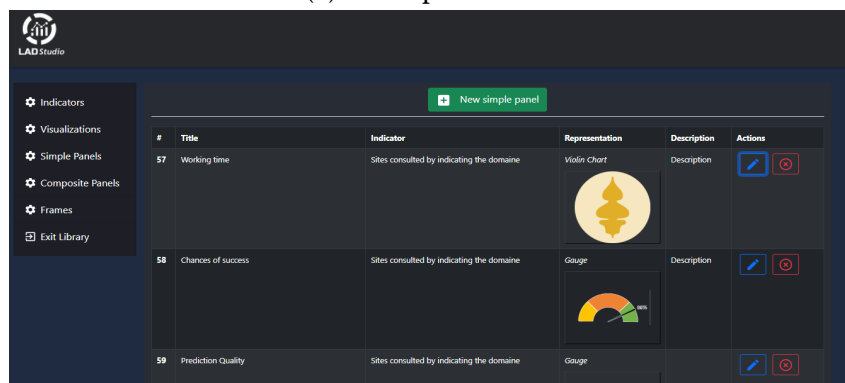 LAD Studio
Indicators
Visualizations
Simple Panels
Composite Panels
Frames
Exit Library
New simple panel
# Title Indicator Representation Description Actions
57 Working time Sites consulted by indicating the domaine Violin Chart Description
58 Chances of success Sites consulted by indicating the domaine Gauge Description
59 Prediction Quality Sites consulted by indicating the domaine Gauge